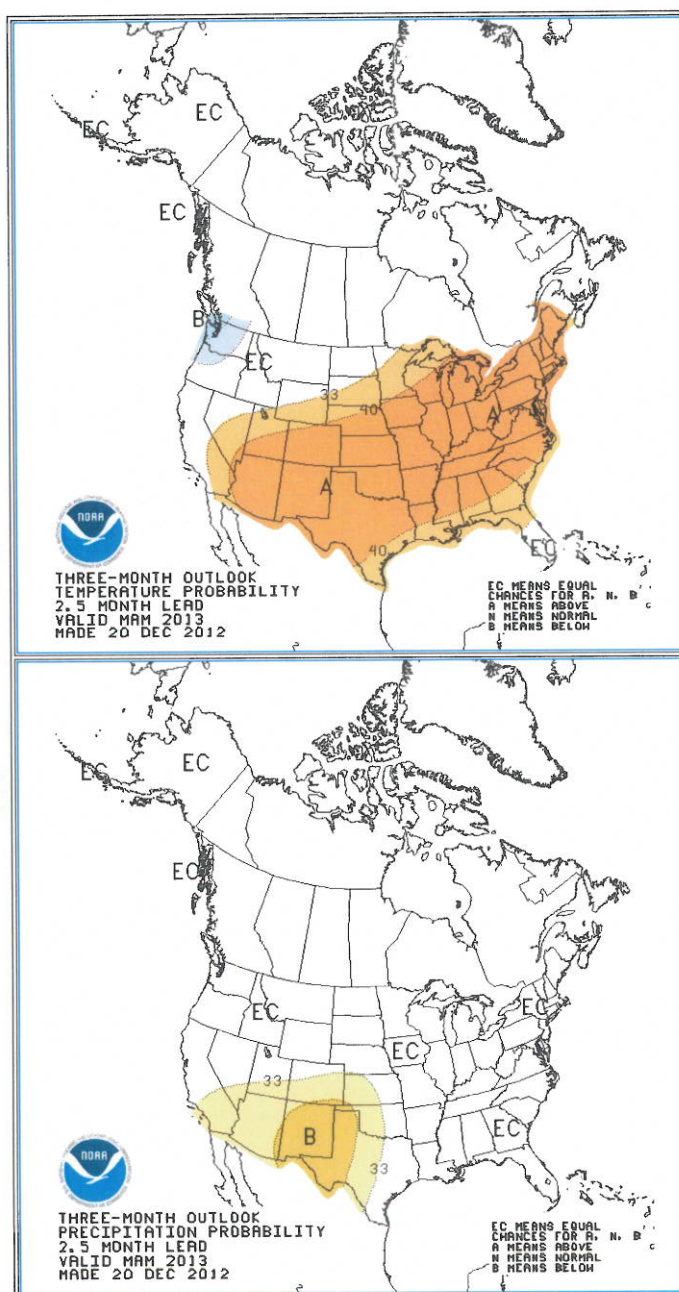 EC
EC
EC
B
EC
33
40
A
A
40
EC
NOAA
THREE-MONTH OUTLOOK
TEMPERATURE PROBABILITY
2.5 MONTH LEAD
VALID MAM 2013
MADE 20 DEC 2012
EC MEANS EQUAL
CHANCES FOR A, N, B
A MEANS ABOVE
N MEANS NORMAL
B MEANS BELOW
EC
EC
EC
EC
EC
EC
33
B
EC
33
NOAA
THREE-MONTH OUTLOOK
PRECIPITATION PROBABILITY
2.5 MONTH LEAD
VALID MAM 2013
MADE 20 DEC 2012
EC MEANS EQUAL
CHANCES FOR A, N, B
A MEANS ABOVE
N MEANS NORMAL
B MEANS BELOW